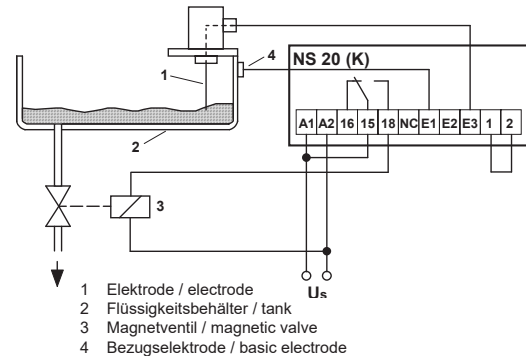 4
NS 20 (K)
1
A1 A2 16 15 18 NC E1 E2 E3 1 2
2
3
Us
1 Elektrode / electrode
2 Flüssigkeitsbehälter / tank
3 Magnetventil / magnetic valve
4 Bezugselektrode / basic electrode